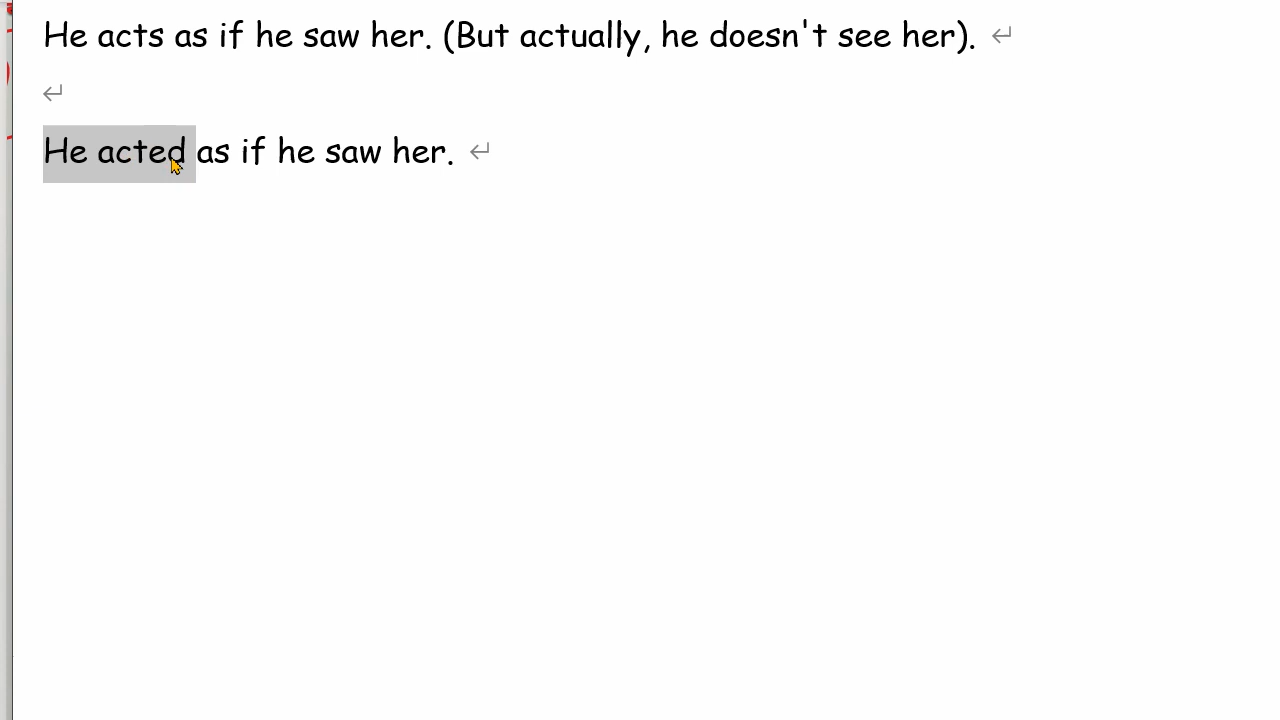 He acts as if he saw her. (But actually, he doesn't see her).
He acted as if he saw her.